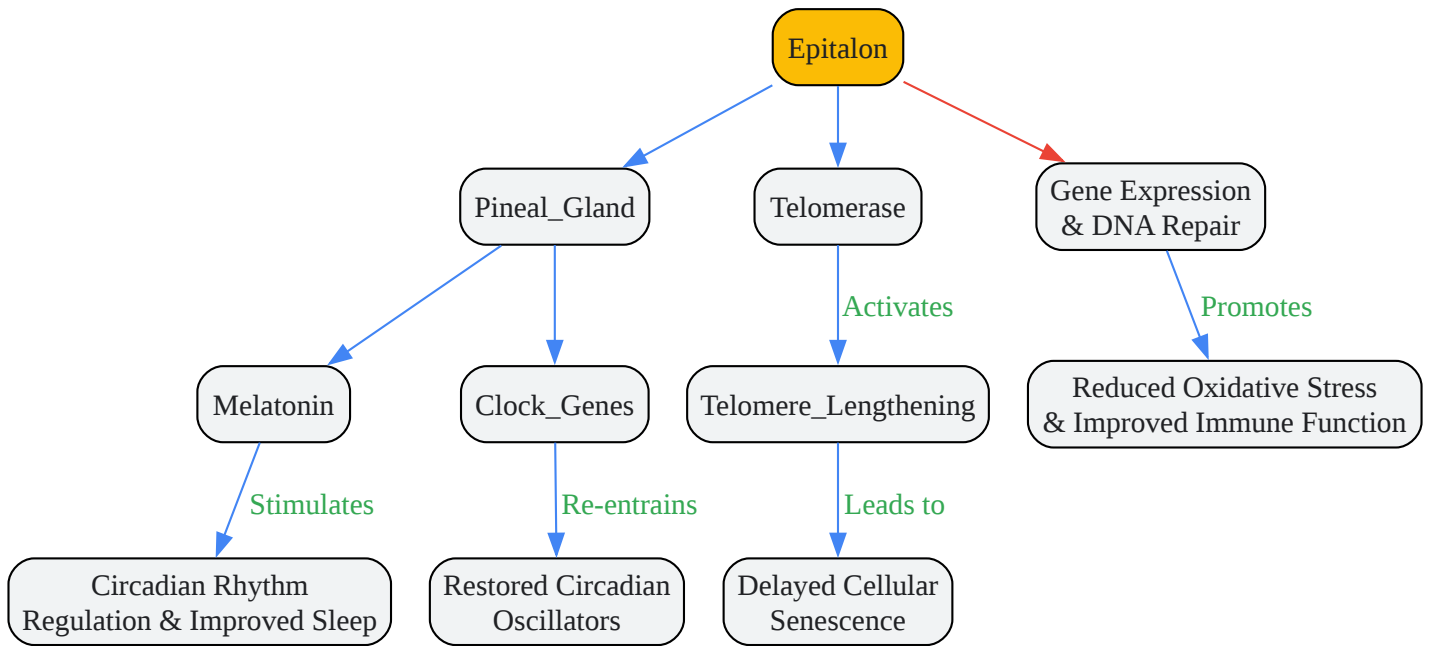 Epitalon
Pineal_Gland
Telomerase
Gene Expression
& DNA Repair
Activates
Promotes
Melatonin
Clock_Genes
Telomere_Lengthening
Reduced Oxidative Stress
& Improved Immune Function
Stimulates
Re-entrains
Leads to
Circadian Rhythm
Regulation & Improved Sleep
Restored Circadian
Oscillators
Delayed Cellular
Senescence